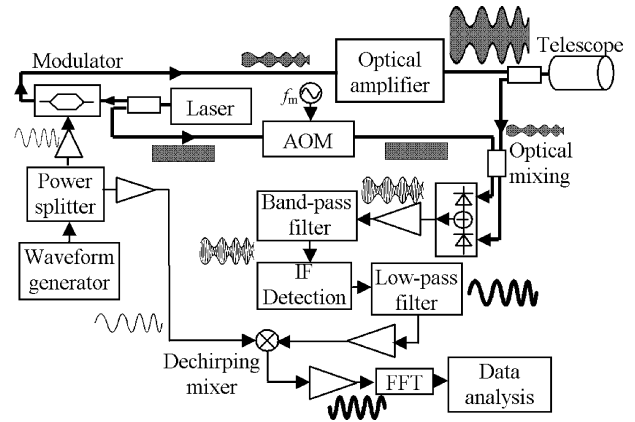 Modulator
Laser
Optical
amplifier
Telescope
fm
AOM
Optical
mixing
Power
splitter
Waveform
generator
Band-pass
filter
IF
Detection
Low-pass
filter
Dechirping
mixer
FFT
Data
analysis